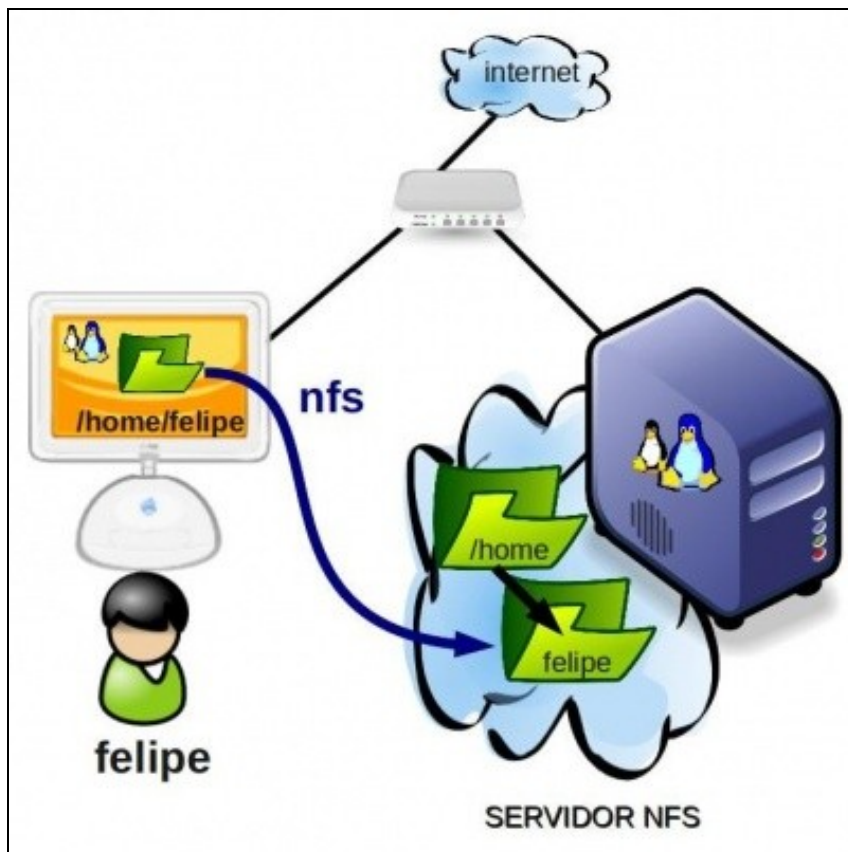 internet
nfs
/home/felipe
/home
felipe
felipe
SERVIDOR NFS